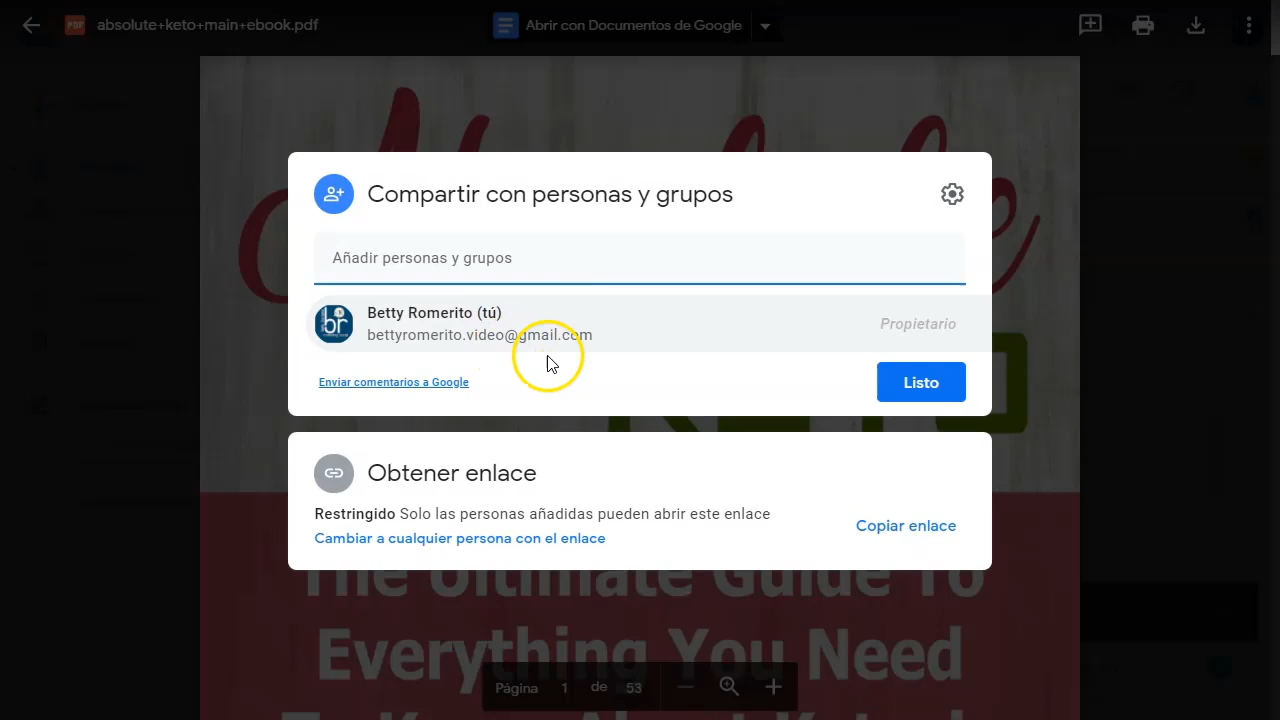 PDF absolute+keto+main+ebook.pdf
Abrir con Documentos de Google
Compartir con personas y grupos
Añadir personas y grupos
br
Betty Romerito (tú)
bettyromerito.video@gmail.com
Propietario
Enviar comentarios a Google
Listo
Obtener enlace
Restringido Solo las personas añadidas pueden abrir este enlace
Cambiar a cualquier persona con el enlace
Copiar enlace
The Ultimate Guide To
Everything You Need
Página 1 de 53